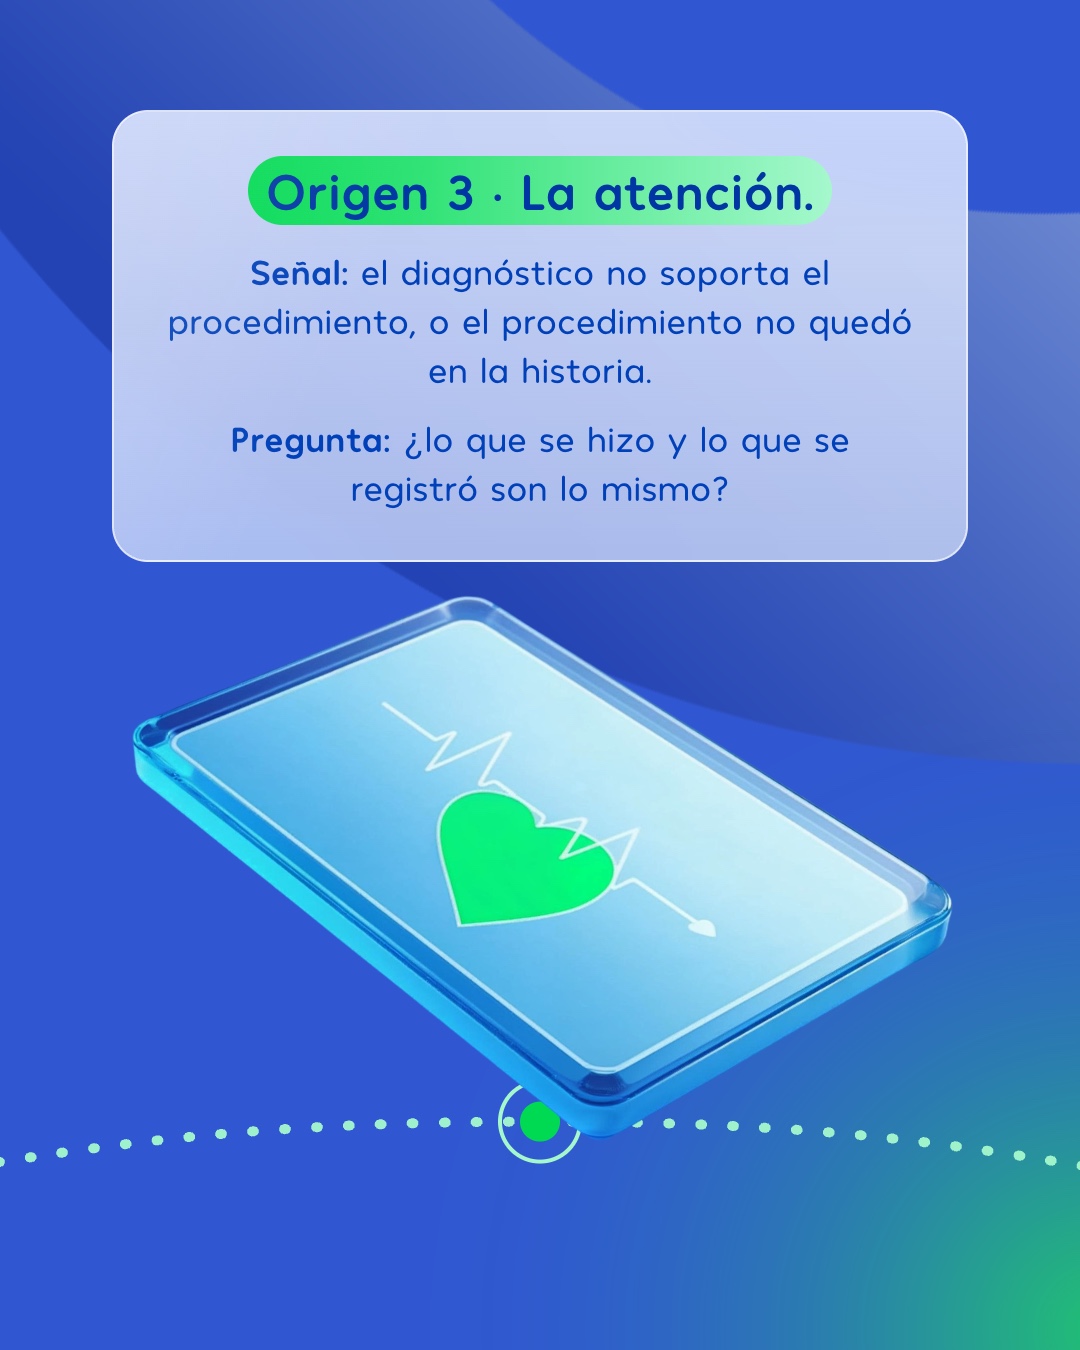 Origen 3 · La atención.
Señal: el diagnóstico no soporta el
procedimiento, o el procedimiento no quedó
en la historia.
Pregunta: ¿lo que se hizo y lo que se
registró son lo mismo?